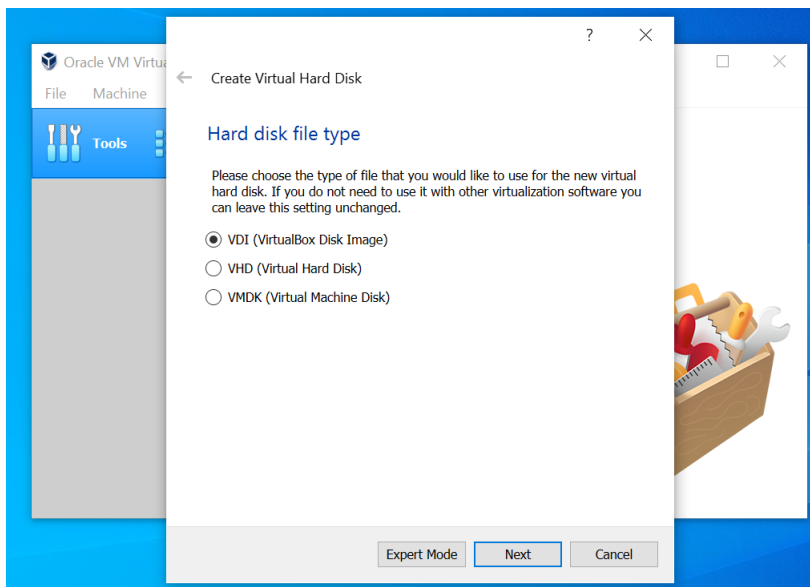 ?
Oracle VM Virtua
File Machine
Tools
Create Virtual Hard Disk
Hard disk file type
Please choose the type of file that you would like to use for the new virtual
hard disk. If you do not need to use it with other virtualization software you
can leave this setting unchanged.
VDI (VirtualBox Disk Image)
VHD (Virtual Hard Disk)
VMDK (Virtual Machine Disk)
Expert Mode Next Cancel